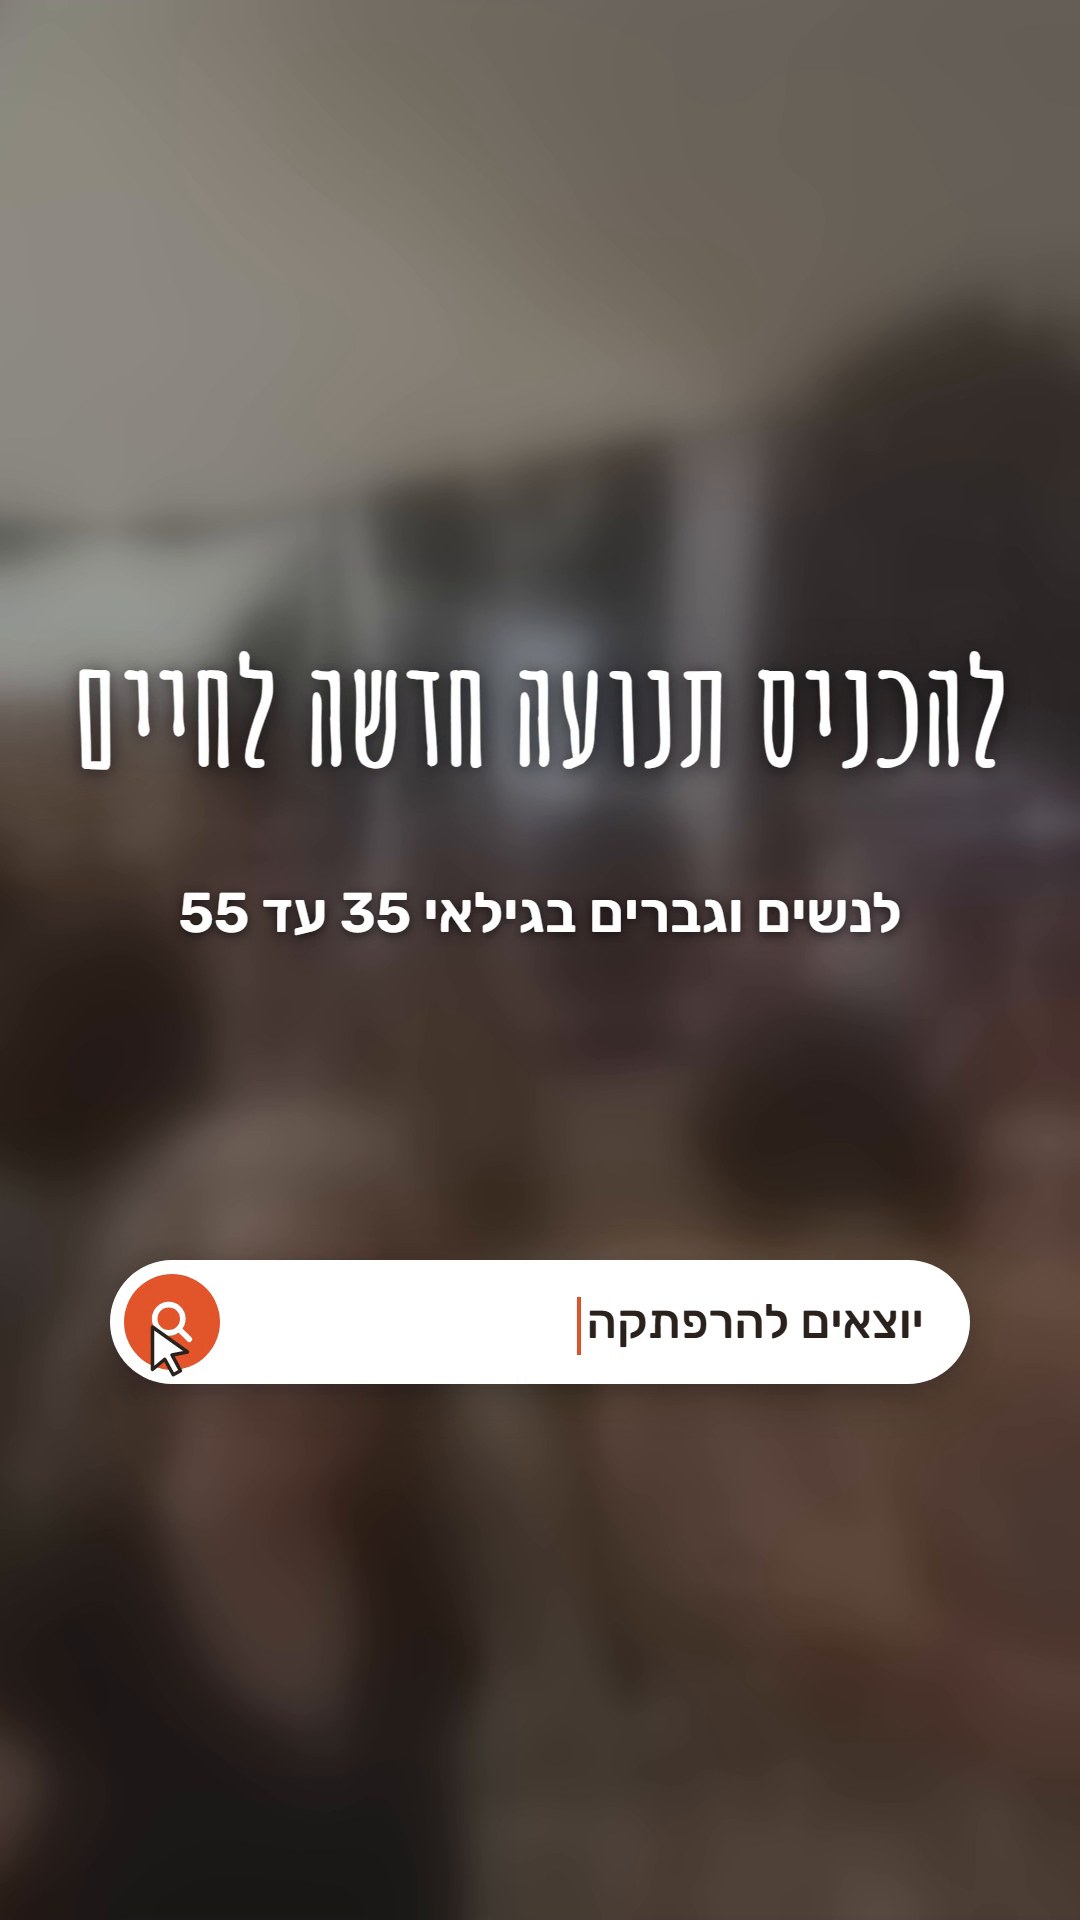 להכניס תנועה חדשה לחיים
לנשים וגברים בגילאי 35 עד 55
יוצאים להרפתקה